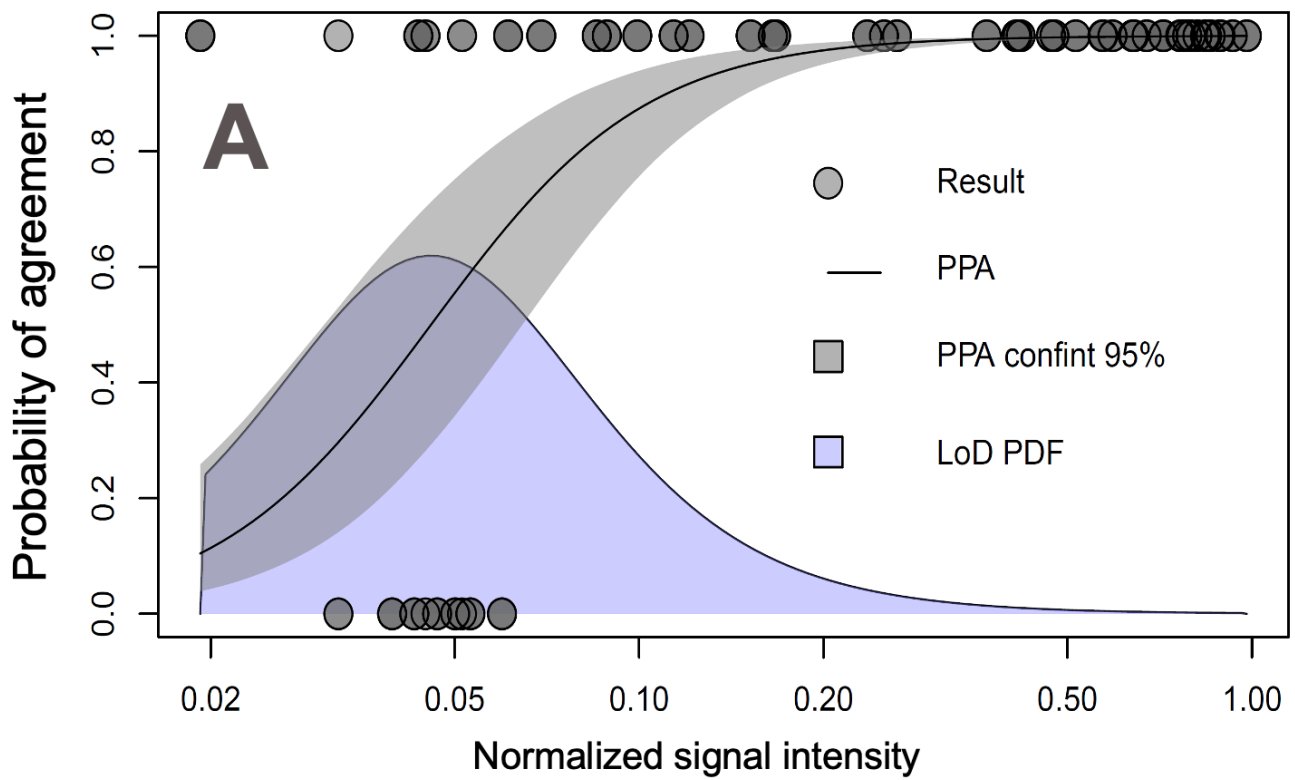 A
Probability of agreement
1.0
0.8
0.6
0.4
0.2
0.0
Result
PPA
PPA confint 95%
LoD PDF
0.02 0.05 0.10 0.20 0.50 1.00
Normalized signal intensity